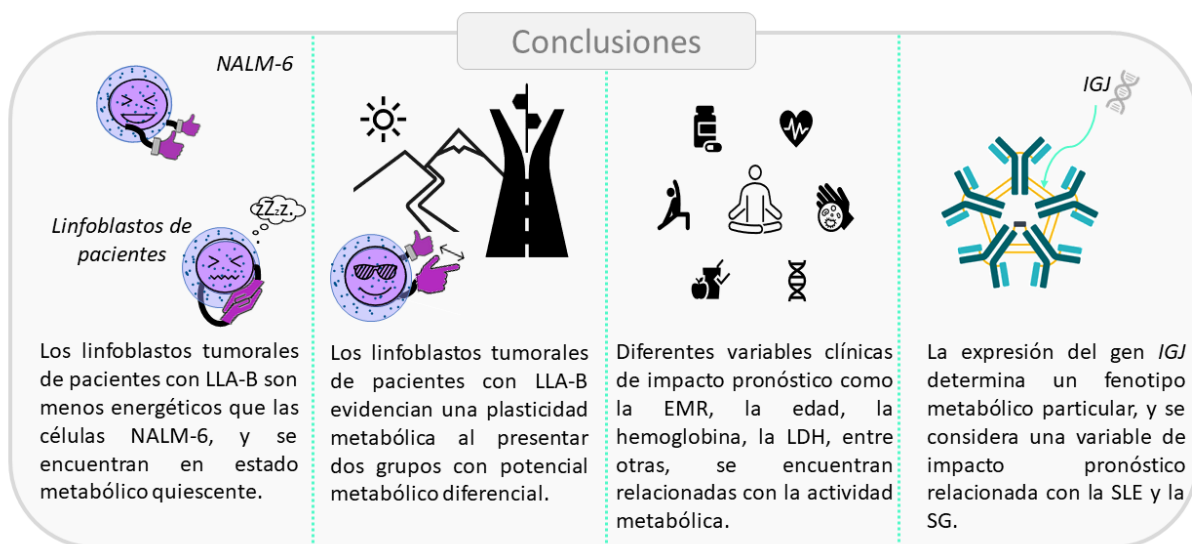 Conclusiones
NALM-6
zZzz.
Linfoblastos de
pacientes
Los linfoblastos tumorales
de pacientes con LLA-B son
menos energéticos que las
células NALM-6, y se
encuentran en estado
metabólico quiescente.
Los linfoblastos tumorales
de pacientes con LLA-B
evidencian una plasticidad
metabólica al presentar
dos grupos con potencial
metabólico diferencial.
Diferentes variables clínicas
de impacto pronóstico como
la EMR, la edad, la
hemoglobina, la LDH, entre
otras, se encuentran
relacionadas con la actividad
metabólica.
IGJ
La expresión del gen IGJ
determina un fenotipo
metabólico particular, y se
considera una variable de
impacto pronóstico
relacionada con la SLE y la
SG.